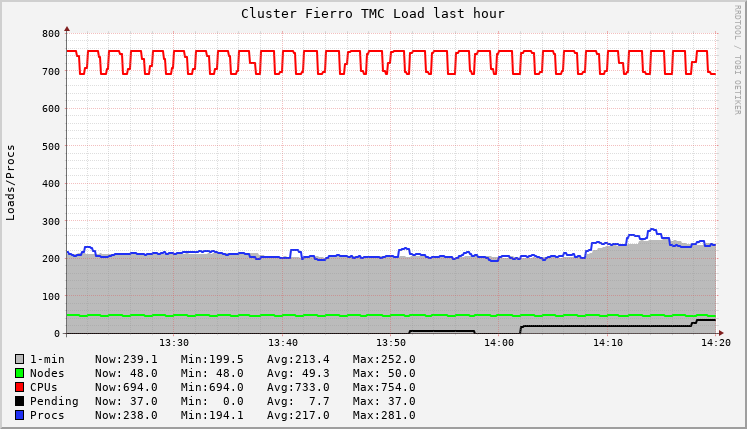 Cluster Fierro TMC Load last hour
RRDTOOL / TOBI OETIKER
Loads/Procs
800
700
600
500
400
300
200
100
0
13:30 13:40 13:50 14:00 14:10 14:20
1-min Now:239.1 Min:199.5 Avg:213.4 Max:252.0
Nodes Now: 48.0 Min: 48.0 Avg: 49.3 Max: 50.0
CPUs Now:694.0 Min:694.0 Avg:733.0 Max:754.0
Pending Now: 37.0 Min: 0.0 Avg: 7.7 Max: 37.0
Procs Now:238.0 Min:194.1 Avg:217.0 Max:281.0